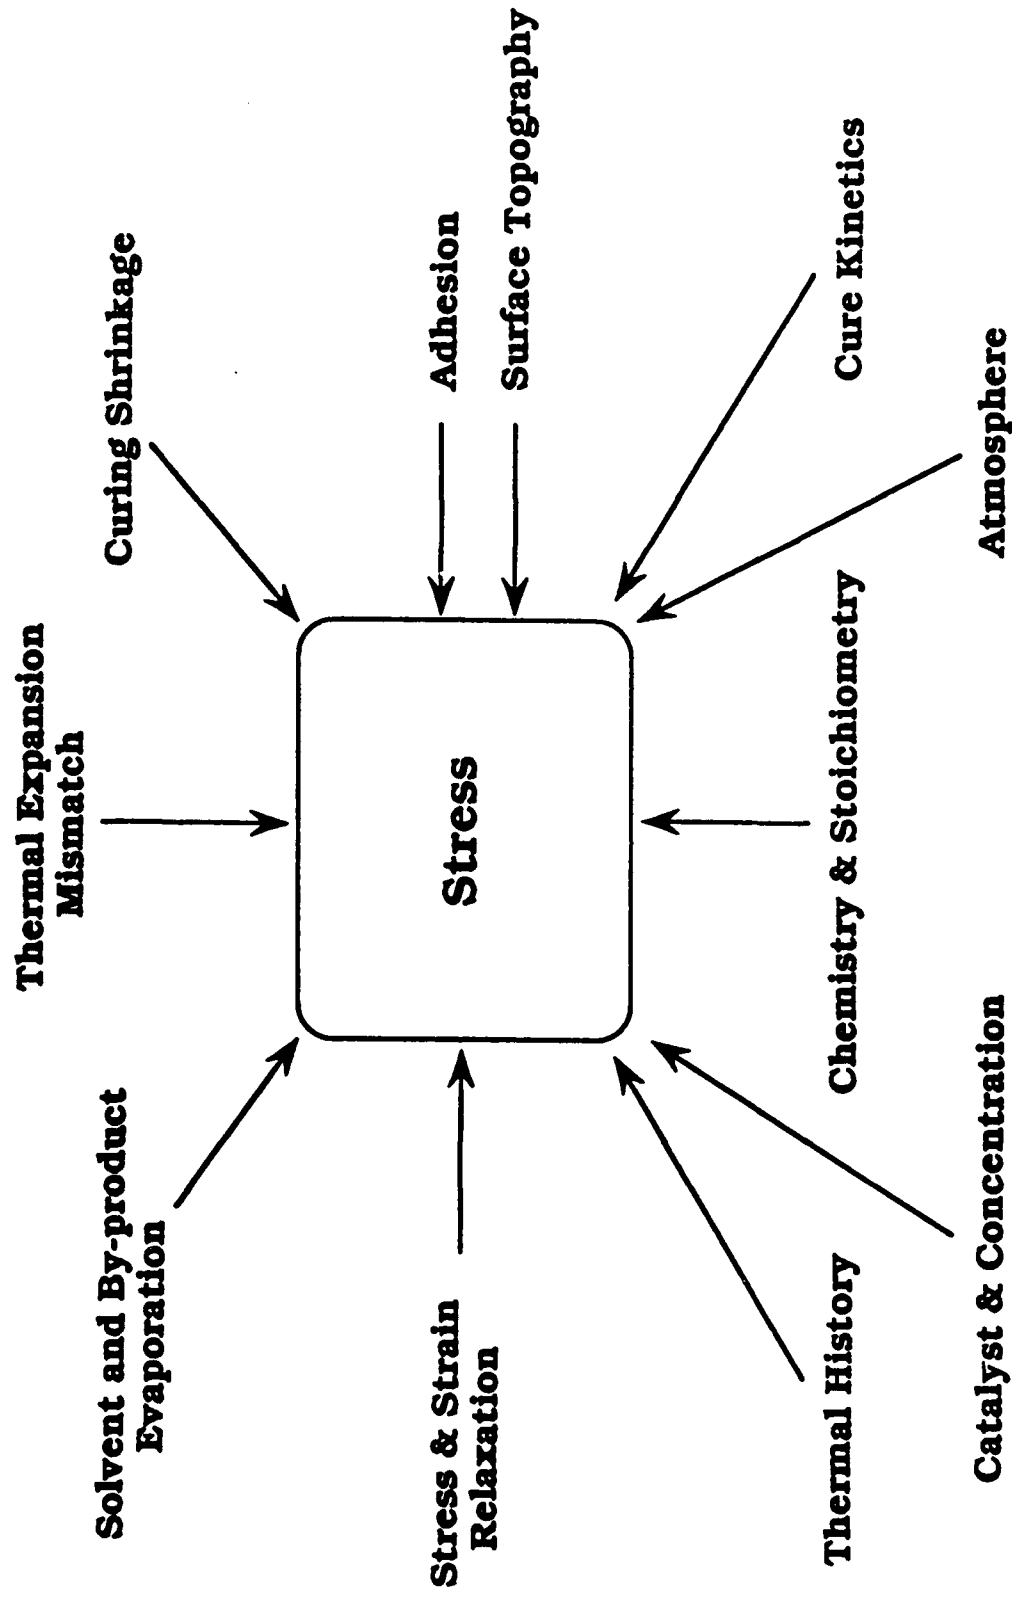 Thermal Expansion
Mismatch
Solvent and By-product
Evaporation
Curing Shrinkage
Stress & Strain
Relaxation
Stress
Adhesion
Surface Topography
Thermal History
Chemistry & Stoichiometry
Cure Kinetics
Catalyst & Concentration
Atmosphere